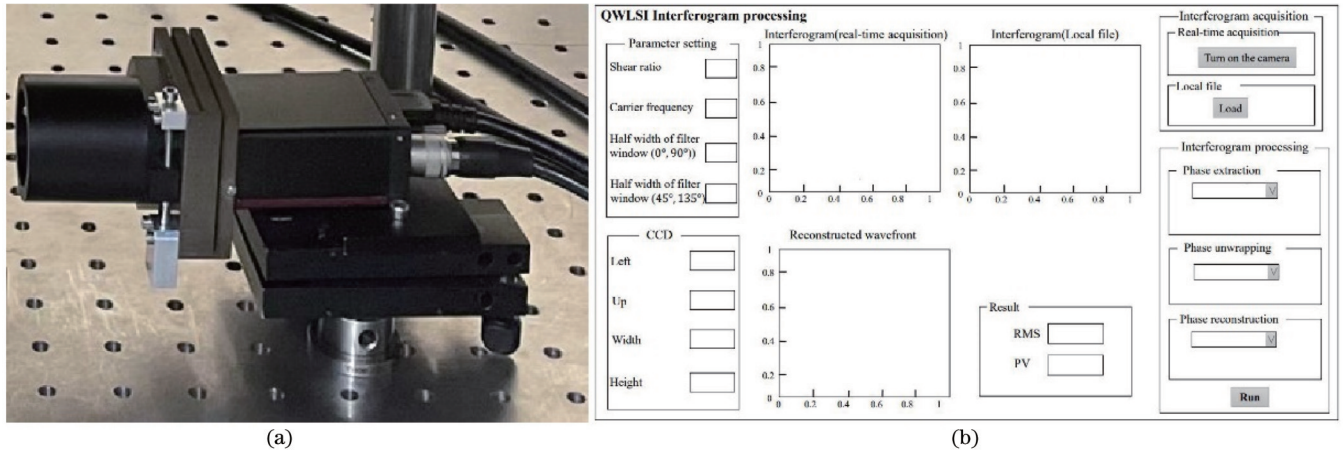 QWLSI Interferogram processing
Parameter setting
Shear ratio
Carrier frequency
Half width of filter
window (0°, 90°))
Half width of filter
window (45°, 135°)
CCD
Left
Up
Width
Height
Interferogram(real-time acquisition)
1
0.8
0.6
0.4
0.2
0
0 0.2 0.4 0.6 0.8 1
Interferogram(Local file)
1
0.8
0.6
0.4
0.2
0
0 0.2 0.4 0.6 0.8 1
Reconstructed wavefront
1
0.8
0.6
0.4
0.2
0
0 0.2 0.4 0.6 0.8 1
Result
RMS
PV
Interferogram acquisition
Real-time acquisition
Turn on the camera
Local file
Load
Interferogram processing
Phase extraction
V
Phase unwrapping
V
Phase reconstruction
V
Run
(a)
(b)